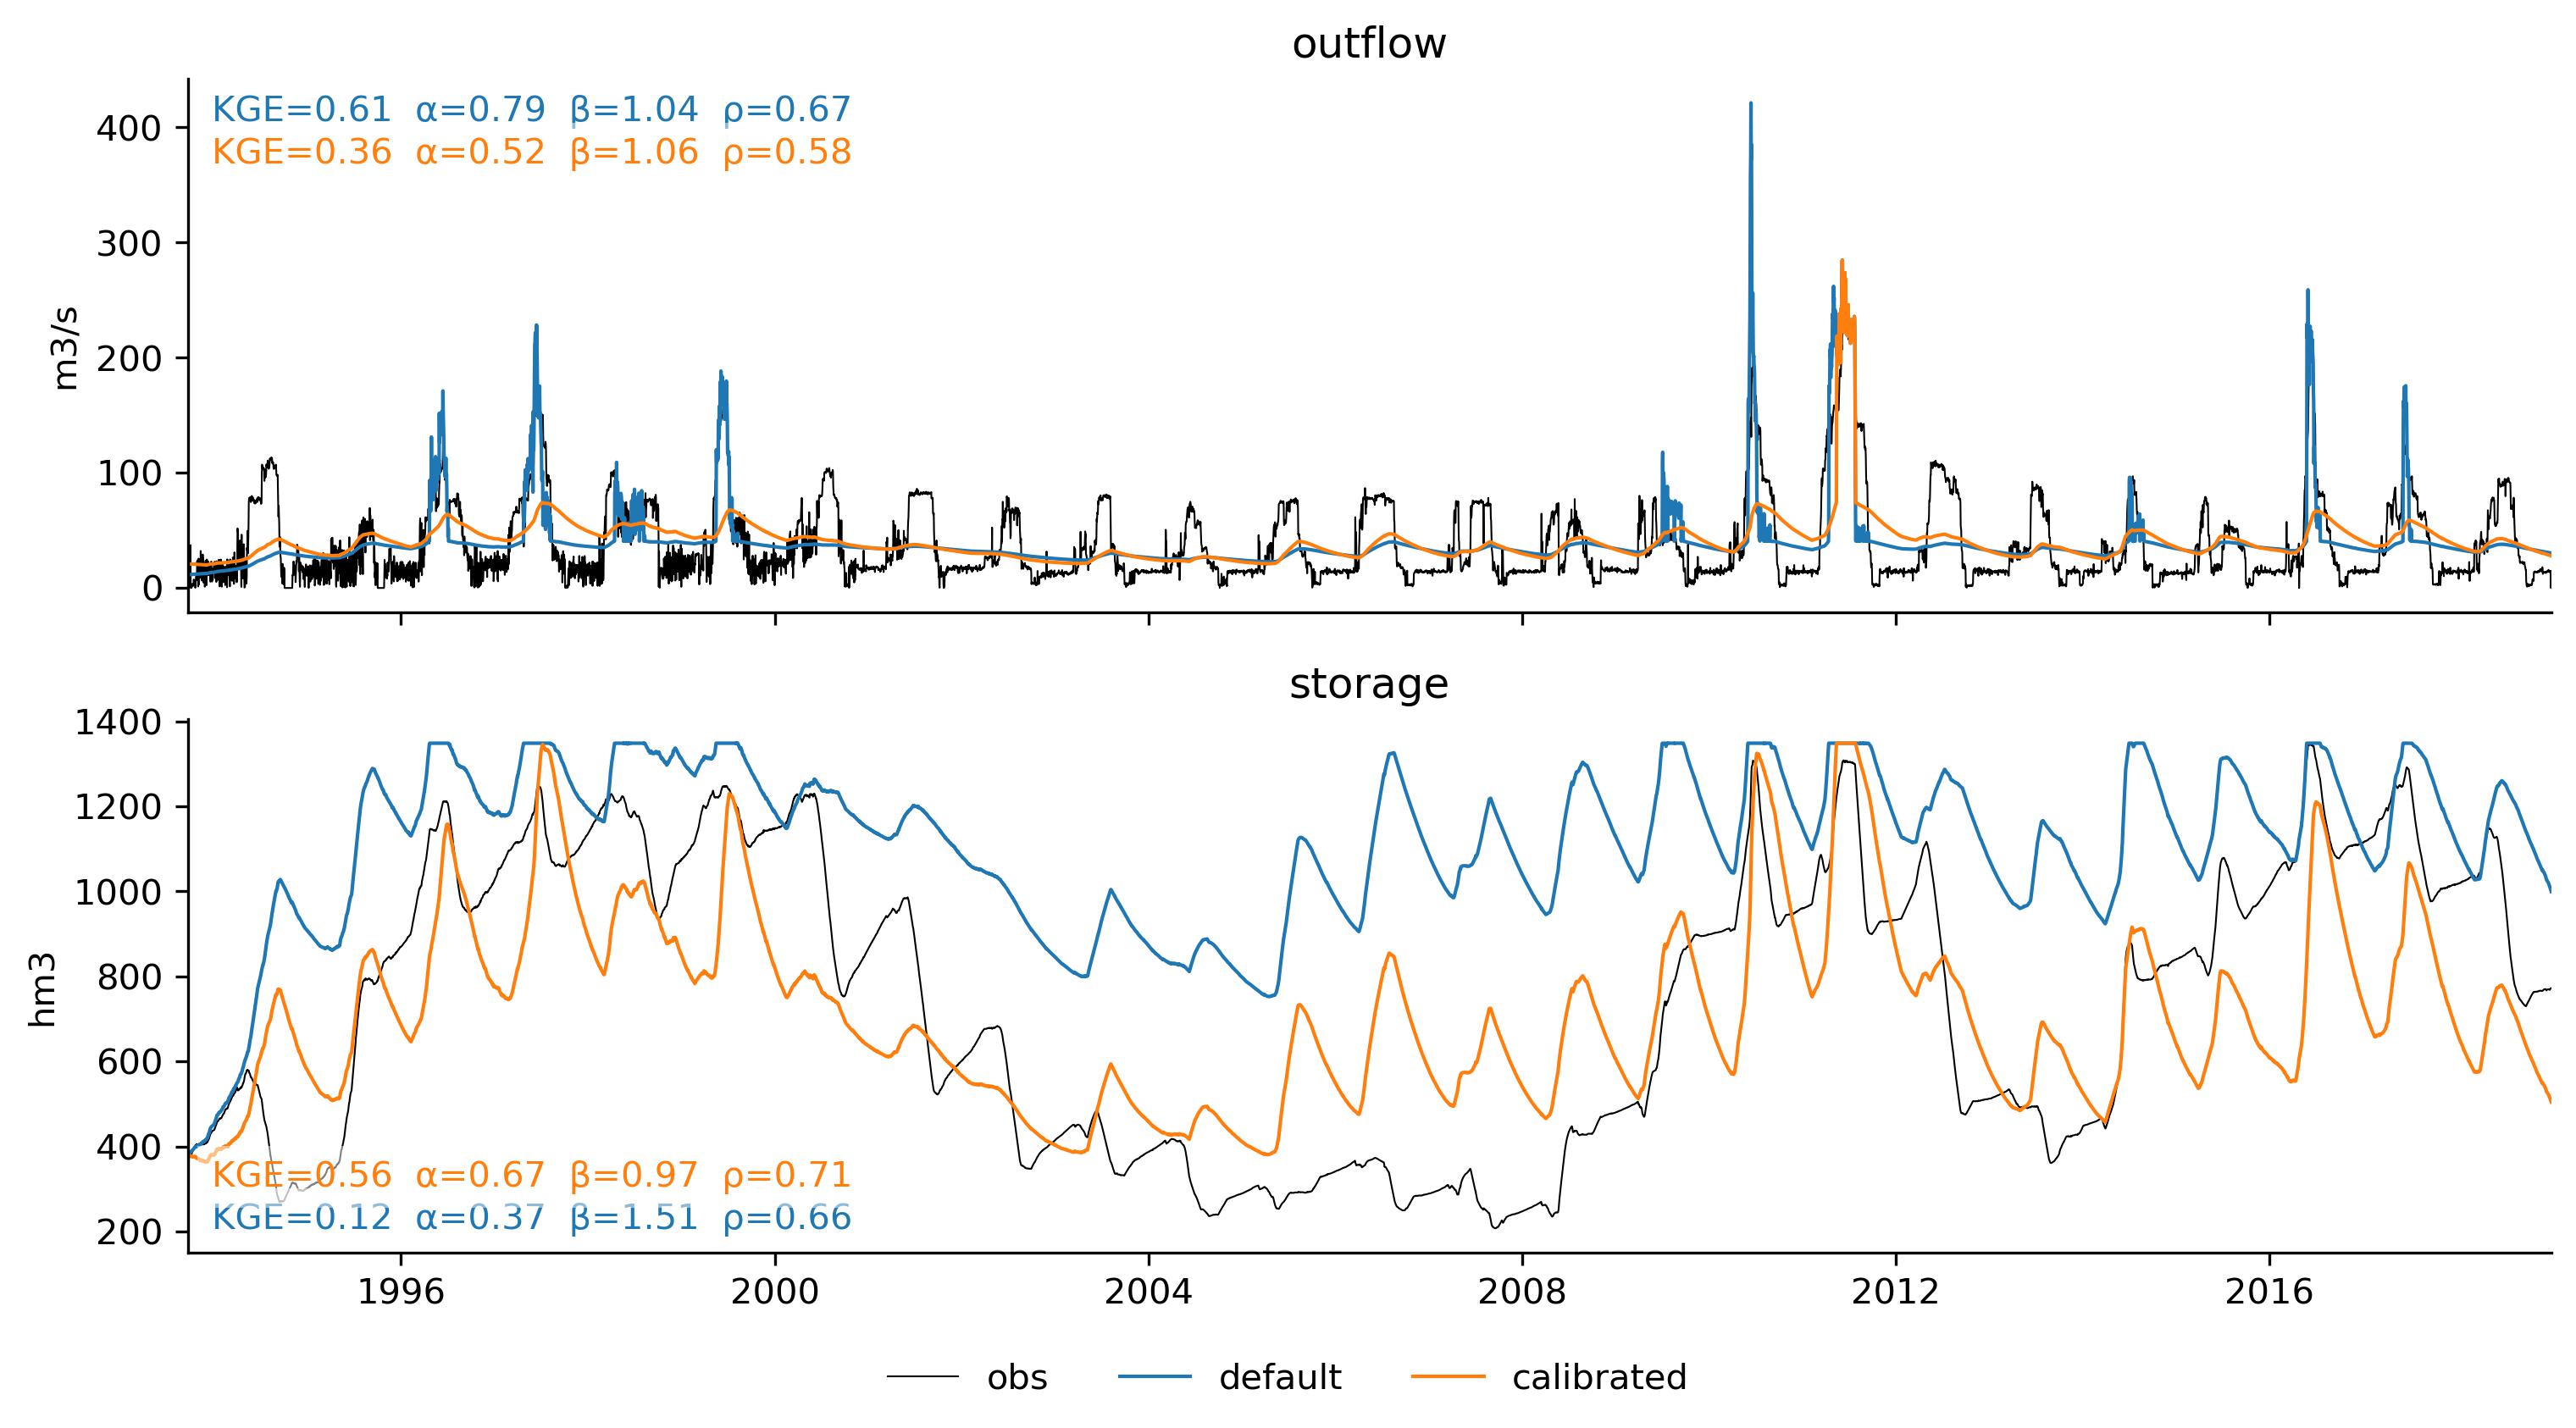 outflow
KGE=0.61 α=0.79 β=1.04 ρ=0.67
KGE=0.36 α=0.52 β=1.06 ρ=0.58
400
300
200
100
0
m3/s
storage
1400
1200
1000
800
600
400
200
hm3
KGE=0.56 α=0.67 β=0.97 ρ=0.71
KGE=0.12 α=0.37 β=1.51 ρ=0.66
1996 2000 2004 2008 2012 2016
obs default calibrated